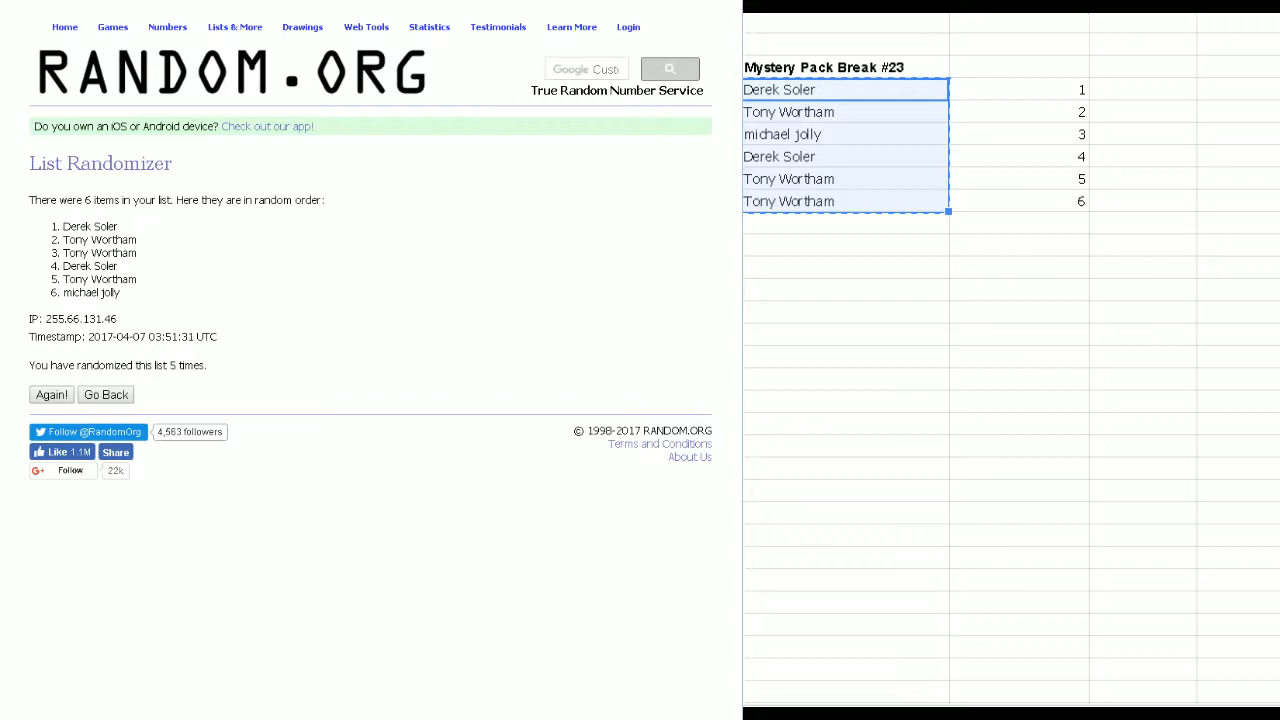 Home Games Numbers Lists & More Drawings Web Tools Statistics Testimonials Learn More Login
RANDOM.ORG
Google Cust
True Random Number Service
Do you own an iOS or Android device? Check out our app!
List Randomizer
There were 6 items in your list. Here they are in random order:
1. Derek Soler
2. Tony Wortham
3. Tony Wortham
4. Derek Soler
5. Tony Wortham
6. michael jolly
IP: 255.66.131.46
Timestamp: 2017-04-07 03:51:31 UTC
You have randomized this list 5 times.
Again! Go Back
Follow @RandomOrg 4,563 followers
Like 1.1M Share
Follow 22k
© 1998-2017 RANDOM.ORG
Terms and Conditions
About Us
Mystery Pack Break #23
Derek Soler 1
Tony Wortham 2
michael jolly 3
Derek Soler 4
Tony Wortham 5
Tony Wortham 6